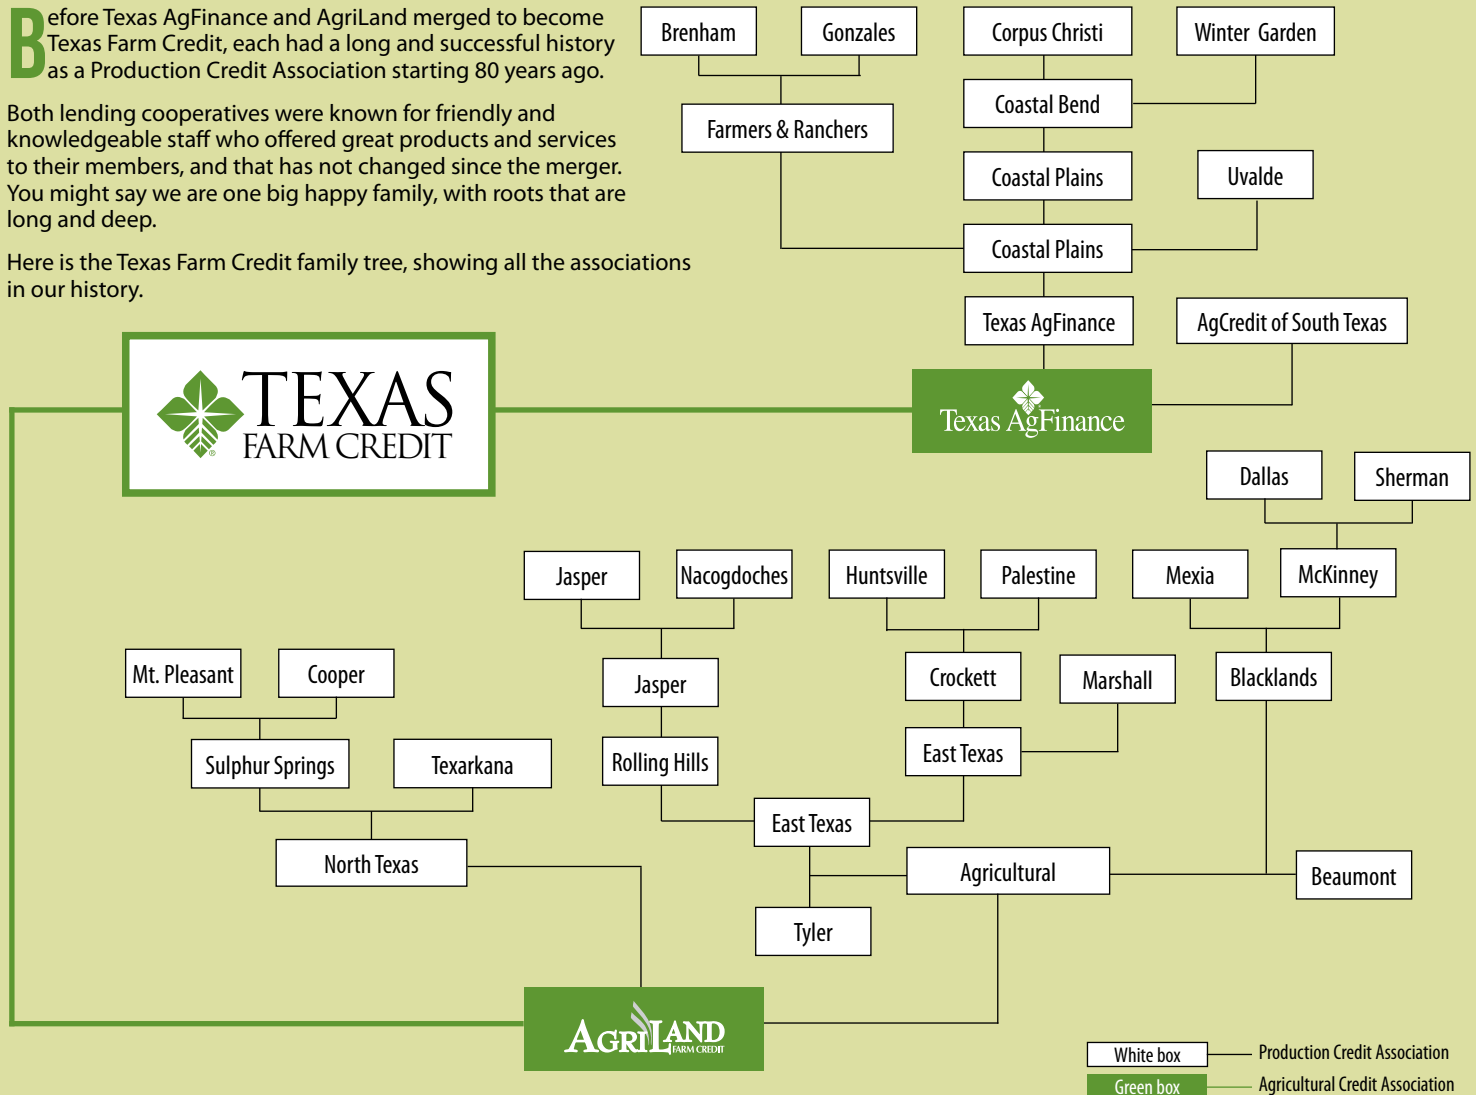 Before Texas AgFinance and AgriLand merged to become
Texas Farm Credit, each had a long and successful history
as a Production Credit Association starting 80 years ago.
Both lending cooperatives were known for friendly and
knowledgeable staff who offered great products and services
to their members, and that has not changed since the merger.
You might say we are one big happy family, with roots that are
long and deep.
Here is the Texas Farm Credit family tree, showing all the associations
in our history.
Brenham
Gonzales
Corpus Christi
Winter Garden
Coastal Bend
Farmers & Ranchers
Coastal Plains
Uvalde
Coastal Plains
Texas AgFinance
AgCredit of South Texas
TEXAS
FARM CREDIT
®
Texas AgFinance
Dallas
Sherman
Jasper
Nacogdoches
Huntsville
Palestine
Mexia
McKinney
Mt. Pleasant
Cooper
Jasper
Crockett
Marshall
Blacklands
Sulphur Springs
Texarkana
Rolling Hills
East Texas
East Texas
North Texas
Agricultural
Beaumont
Tyler
AGRILAND
FARM CREDIT
White box
Production Credit Association
Green box
Agricultural Credit Association